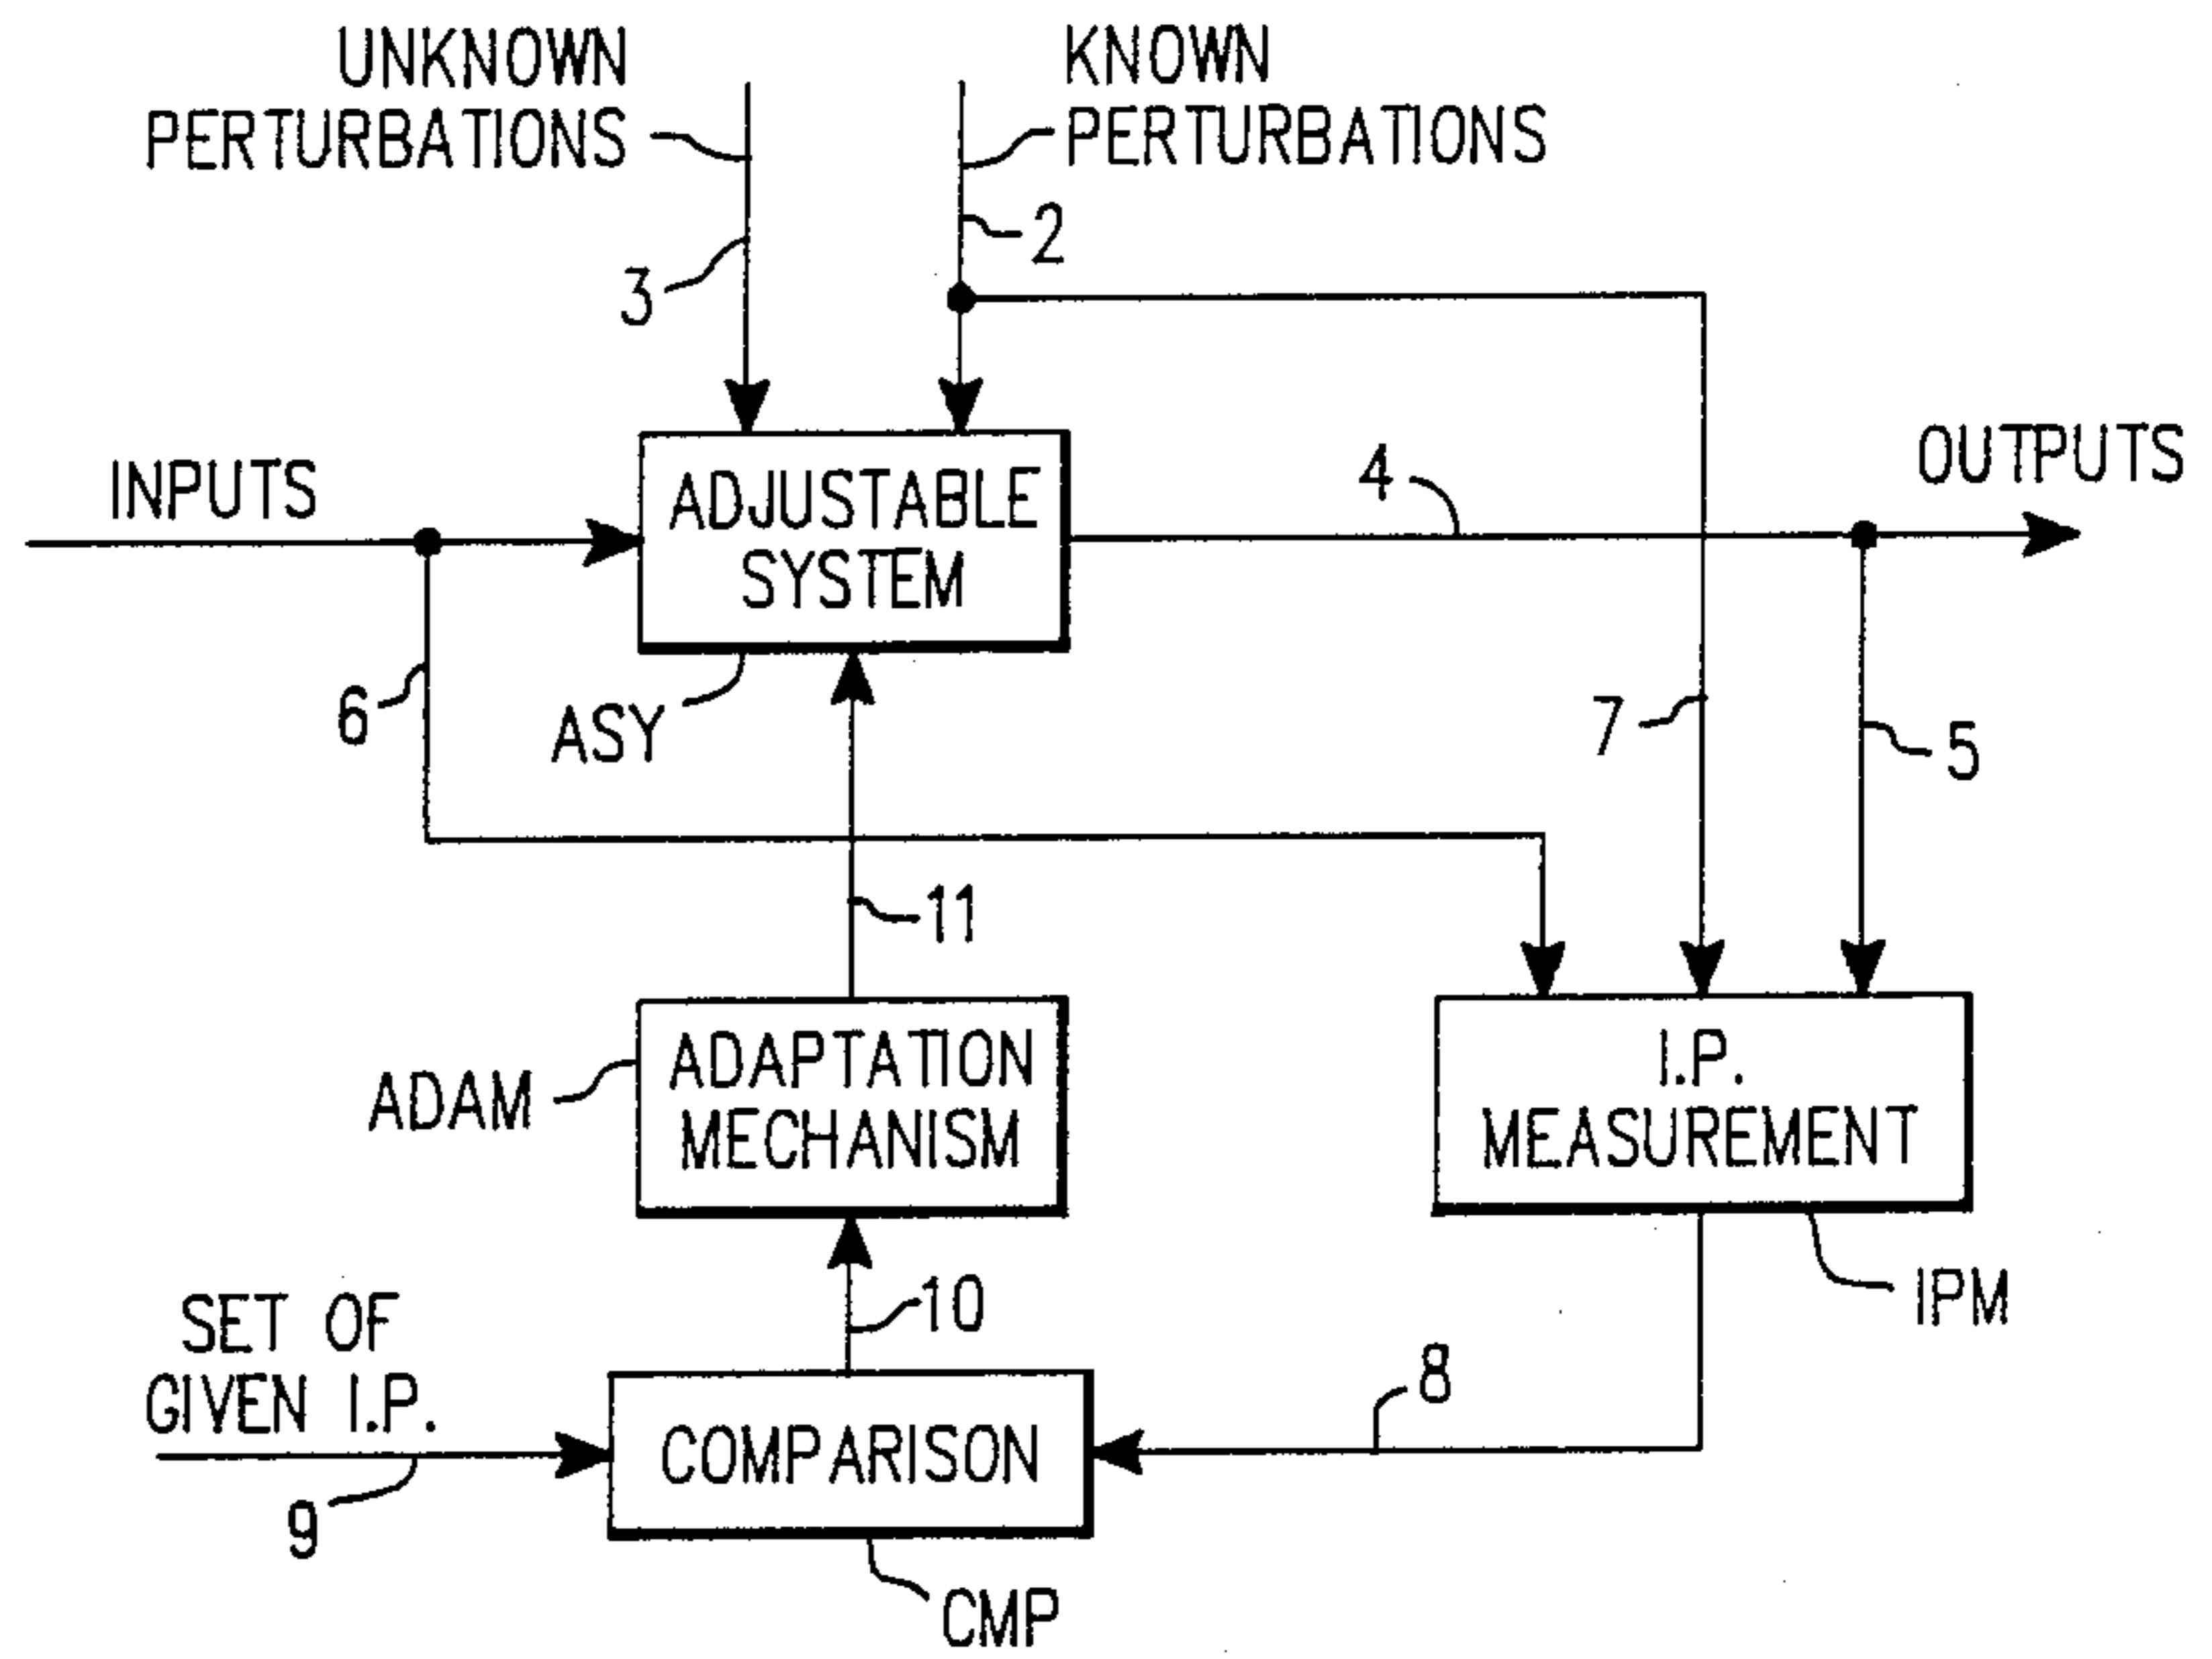 UNKNOWN
PERTURBATIONS
KNOWN
PERTURBATIONS
2
3
INPUTS
ADJUSTABLE
SYSTEM
4
OUTPUTS
6
ASY
7
5
11
ADAM
ADAPTATION
MECHANISM
I.P.
MEASUREMENT
IPM
10
SET OF
GIVEN I.P.
8
9
COMPARISON
CMP